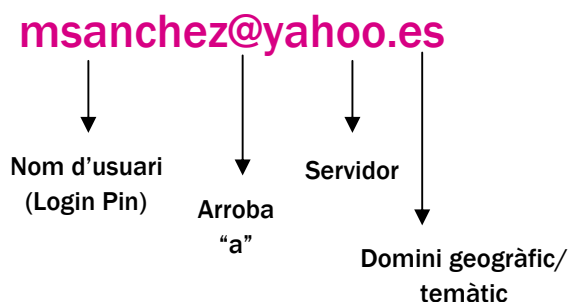 msanchez@yahoo.es
Nom d’usuari
(Login Pin)
Arroba
“a”
Servidor
Domini geogràfic/
temàtic